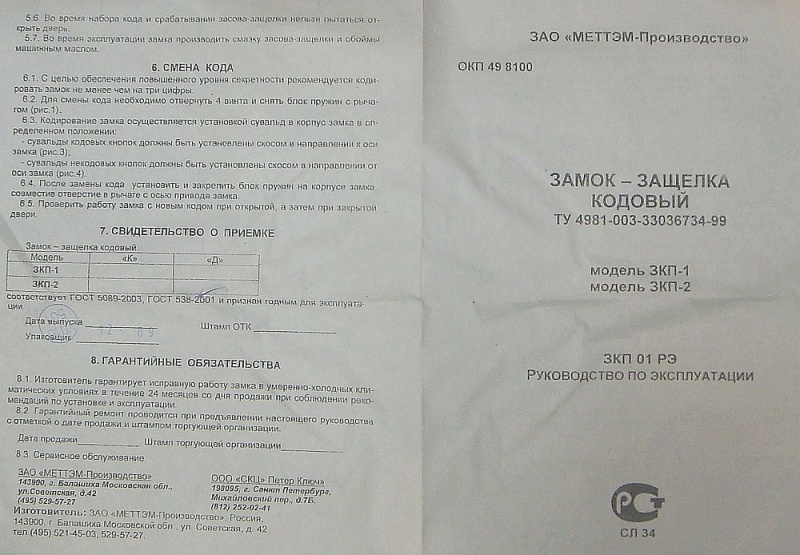 5.6. Во время набора кода и срабатывания засова-защелки нельзя пытаться от-
крыть дверь.
5.7. Во время эксплуатации замка производить смазку засова-защелки и обоймы
машинным маслом.
6. СМЕНА КОДА
6.1. С целью обеспечения повышенного уровня секретности рекомендуется коди-
ровать замок не менее чем на три цифры.
6.2. Для смены кода необходимо отвернуть 4 винта и снять блок пружин с рыча-
гом (рис.1).
6.3. Кодирование замка осуществляется установкой сувальд в корпус замка в оп-
ределенном положении:
- сувальды кодовых кнопок должны быть установлены скосом в направлении к оси
замка (рис.3);
- сувальды некодовых кнопок должны быть установлены скосом в направлении от
оси замка (рис.4).
6.4. После замены кода установить и закрепить блок пружин на корпусе замка,
совместив отверстие в рычаге с осью привода замка.
6.5. Проверить работу замка с новым кодом при открытой, а затем при закрытой
двери.
7. СВИДЕТЕЛЬСТВО О ПРИЕМКЕ
Замок – защелка кодовый
Модель «К» «Д»
ЗКП-1
ЗКП-2
соответствует ГОСТ 5089-2003, ГОСТ 538-2001 и признан годным для эксплуата-
ции.
Дата выпуска 12 09 Штамп ОТК
Упаковщик
8. ГАРАНТИЙНЫЕ ОБЯЗАТЕЛЬСТВА
8.1. Изготовитель гарантирует исправную работу замка в умеренно-холодных кли-
матических условиях в течение 24 месяцев со дня продажи при соблюдении реко-
мендаций по установке и эксплуатации.
8.2. Гарантийный ремонт проводится при предъявлении настоящего руководства
с отметкой о дате продажи и штампом торгующей организации.
Дата продажи Штамп торгующей организации
8.3. Сервисное обслуживание.
ЗАО «МЕТТЭМ-Производство»
143900, г. Балашиха Московская обл.,
ул.Советская, д.42
(495) 529-57-27
ООО «СКЦ» Петер Ключ»
198095, г. Санкт Петербург,
Михайловский пер., д.7Б.
(812) 252-02-41
Изготовитель: ЗАО «МЕТТЭМ-Производство», Россия,
143900, г. Балашиха Московской обл., ул. Советская, д. 42
тел.(495) 521-45-03, 529-57-27.
ЗАО «МЕТТЭМ-Производство»
ОКП 49 8100
ЗАМОК – ЗАЩЕЛКА
КОДОВЫЙ
ТУ 4981-003-33036734-99
модель ЗКП-1
модель ЗКП-2
ЗКП 01 РЭ
РУКОВОДСТВО ПО ЭКСПЛУАТАЦИИ
РСТ
СЛ 34